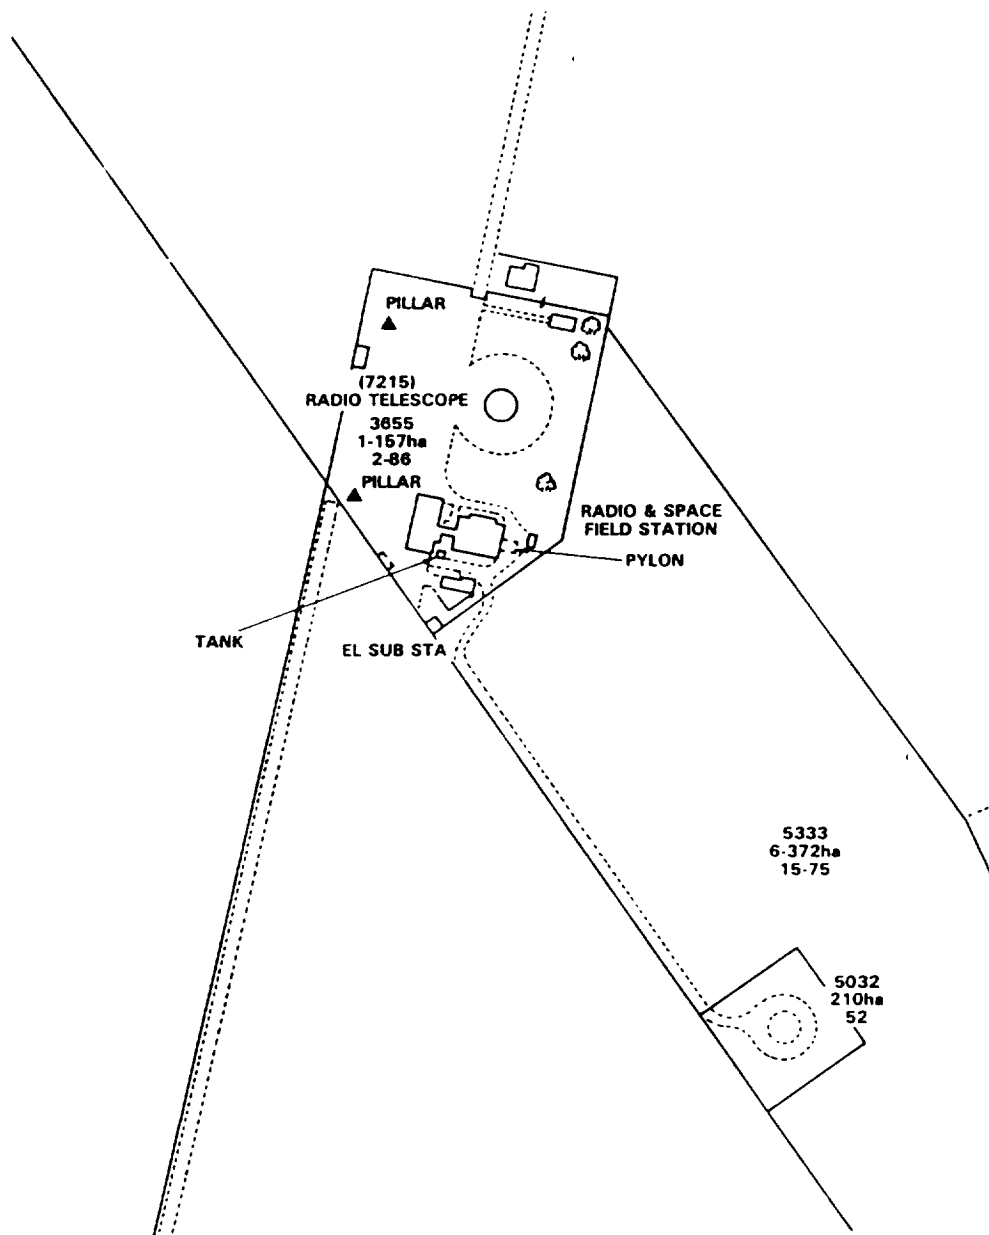 PILLAR
(7215)
RADIO TELESCOPE
3655
1-157ha
2-86
PILLAR
RADIO & SPACE
FIELD STATION
PYLON
TANK
EL SUB STA
5333
6-372ha
15-75
5032
210ha
52